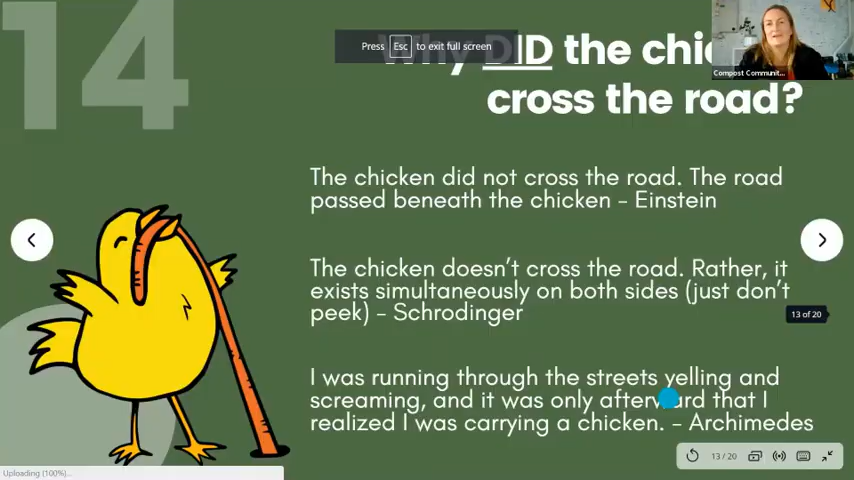 14
Press Esc to exit full screen
Why DID the chic
cross the road?
Compost Communit...
The chicken did not cross the road. The road
passed beneath the chicken - Einstein
The chicken doesn't cross the road. Rather, it
exists simultaneously on both sides (just don't
peek) - Schrodinger
13 of 20
I was running through the streets yelling and
screaming, and it was only afterward that I
realized I was carrying a chicken. - Archimedes
13 / 20
Uploading (100%)...